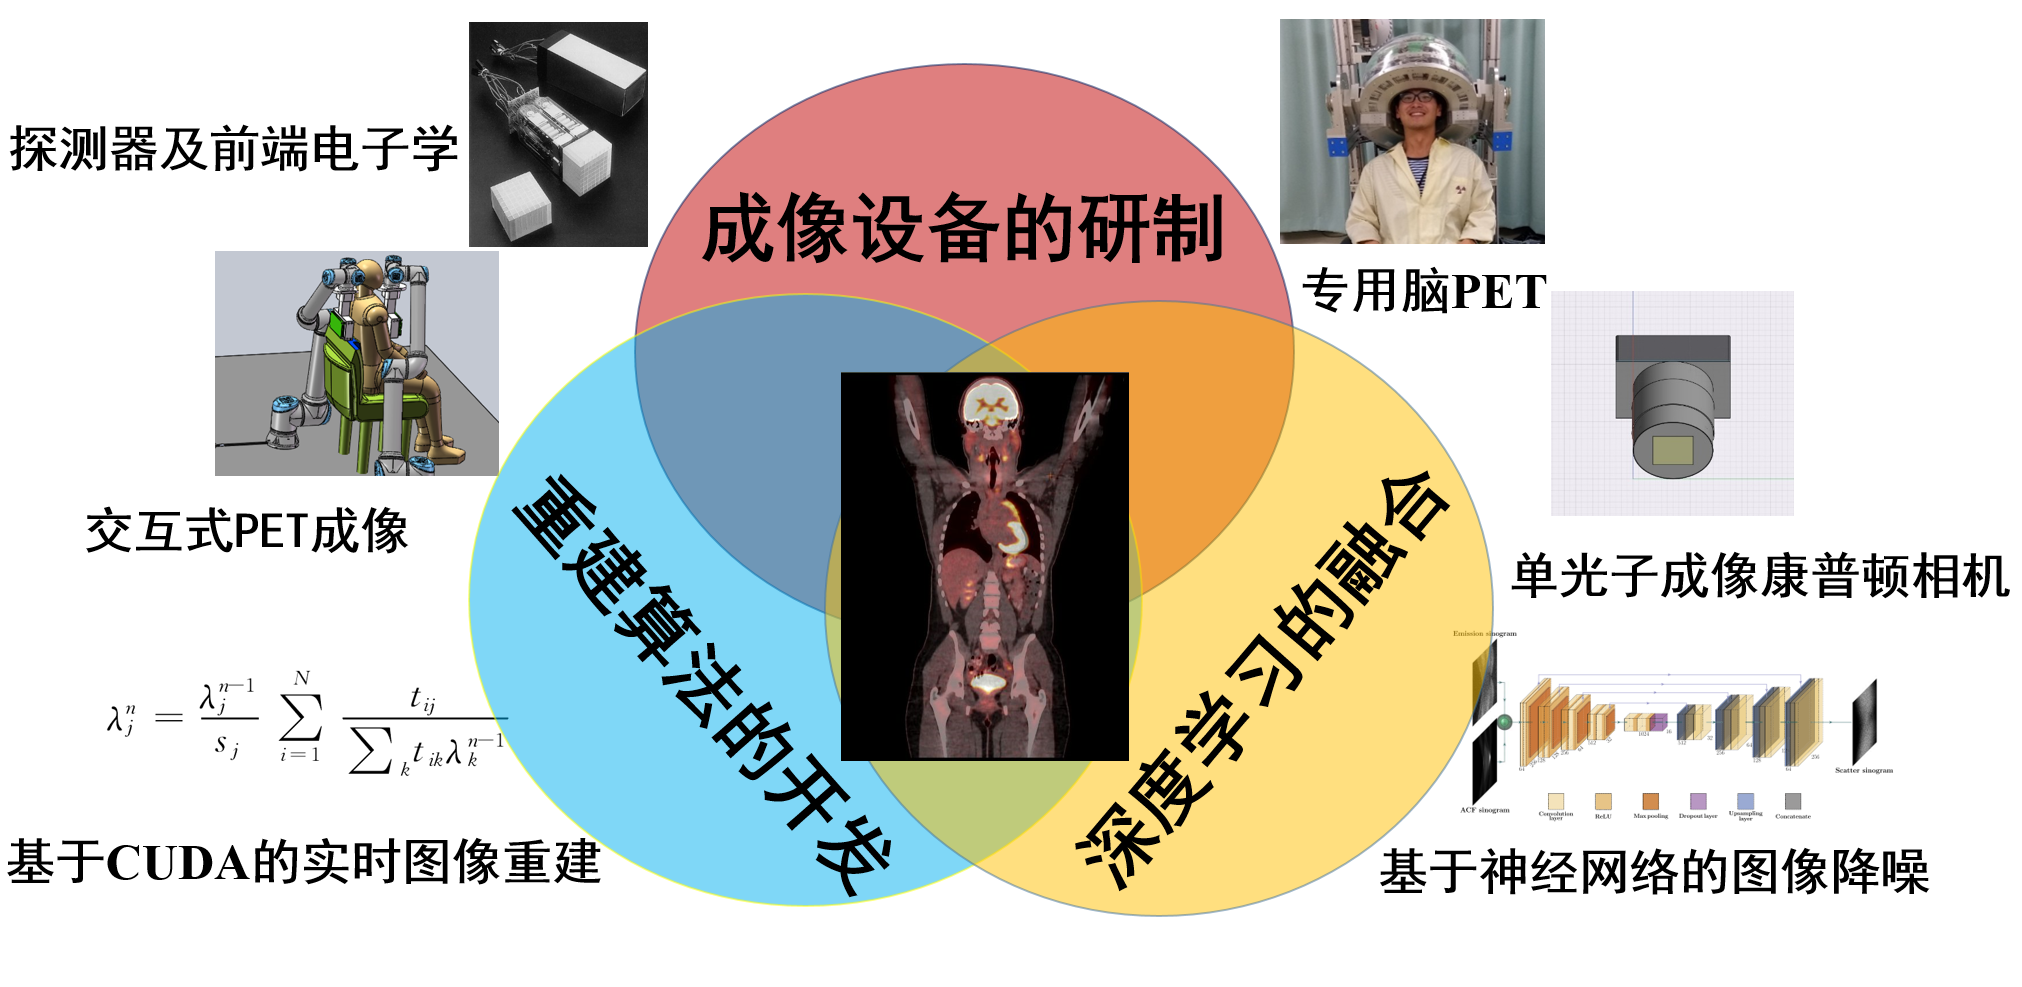 探测器及前端电子学
成像设备的研制
专用脑PET
交互式PET成像
单光子成像康普顿相机
重建算法的开发
深度学习的融合
λ_j^n = \frac{λ_j^{n-1}}{s_j} \sum_{i=1}^{N} \frac{t_{ij}}{\sum_k t_{ik} λ_k^{n-1}}
基于CUDA的实时图像重建
Emission sinogram
ACF sinogram
Scatter sinogram
Convolution layer
ReLU
Max pooling
Dropout layer
Upsampling layer
Concatenate
基于神经网络的图像降噪